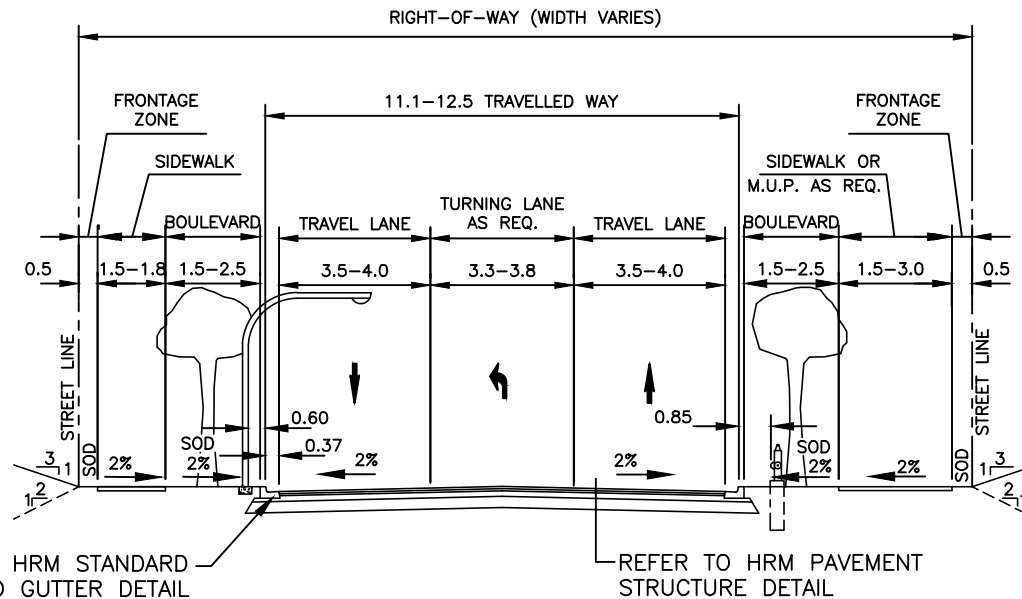 RIGHT-OF-WAY (WIDTH VARIES)
FRONTAGE
ZONE
11.1-12.5 TRAVELLED WAY
FRONTAGE
ZONE
SIDEWALK
SIDEWALK OR
M.U.P. AS REQ.
BOULEVARD
TRAVEL LANE
TURNING LANE
AS REQ.
TRAVEL LANE
BOULEVARD
0.5
1.5-1.8
1.5-2.5
3.5-4.0
3.3-3.8
3.5-4.0
1.5-2.5
1.5-3.0
0.5
STREET LINE
STREET LINE
0.60
0.85
0.37
SOD
SOD
SOD
SOD
2%
2%
2%
2%
2%
2%
3
1
1
2
3
1
2
HRM STANDARD
GUTTER DETAIL
REFER TO HRM PAVEMENT
STRUCTURE DETAIL